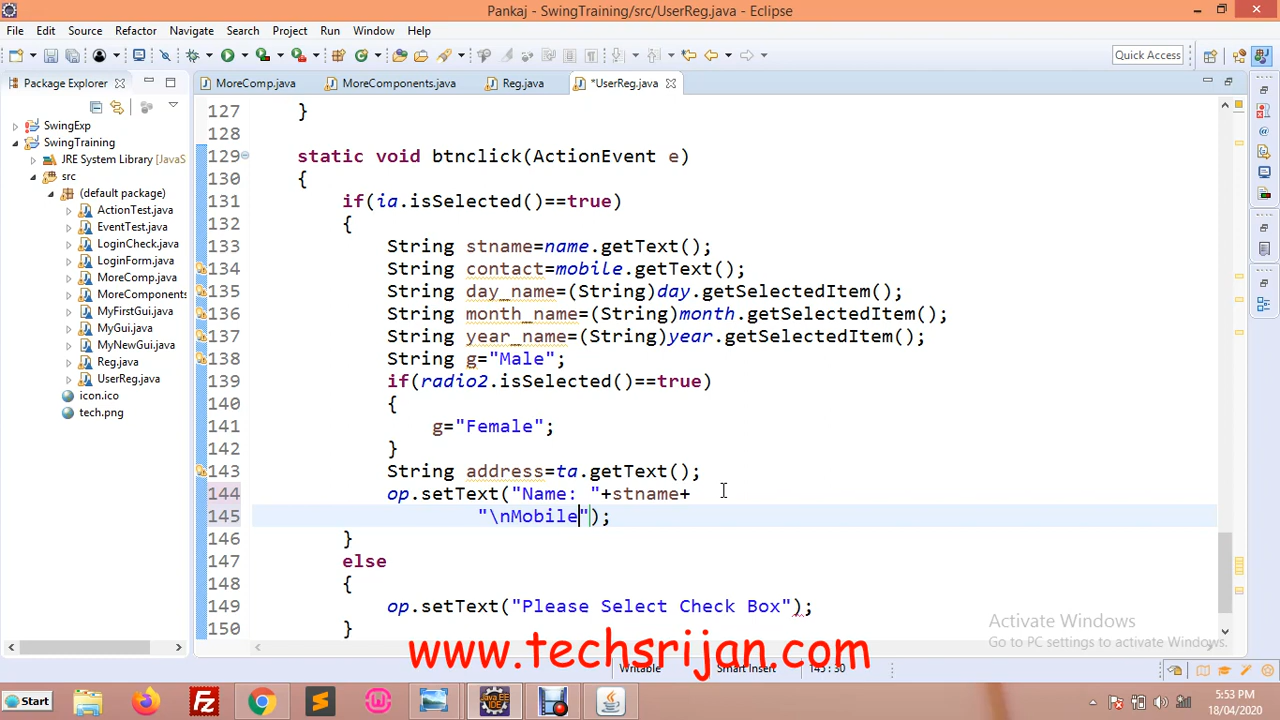 Pankaj - SwingTraining/src/UserReg.java - Eclipse
File Edit Source Refactor Navigate Search Project Run Window Help
Quick Access
Package Explorer
MoreComp.java
MoreComponents.java
Reg.java
*UserReg.java
SwingExp
SwingTraining
JRE System Library [JavaS
src
(default package)
ActionTest.java
EventTest.java
LoginCheck.java
LoginForm.java
MoreComp.java
MoreComponents
MyFirstGui.java
MyGui.java
MyNewGui.java
Reg.java
UserReg.java
icon.ico
tech.png
127 }
128
129 static void btnclick(ActionEvent e)
130 {
131 if(ia.isSelected()==true)
132 {
133 String stname=name.getText();
134 String contact=mobile.getText();
135 String day_name=(String)day.getSelectedItem();
136 String month_name=(String)month.getSelectedItem();
137 String year_name=(String)year.getSelectedItem();
138 String g="Male";
139 if(radio2.isSelected()==true)
140 {
141 g="Female";
142 }
143 String address=ta.getText();
144 op.setText("Name: "+stname+
145 "\nMobile");
146 }
147 else
148 {
149 op.setText("Please Select Check Box");
150 }
Activate Windows
Go to PC settings to activate Windows.
www.techsrijan.com
Writable
Smart Insert
145 : 30
Start
5:53 PM
18/04/2020